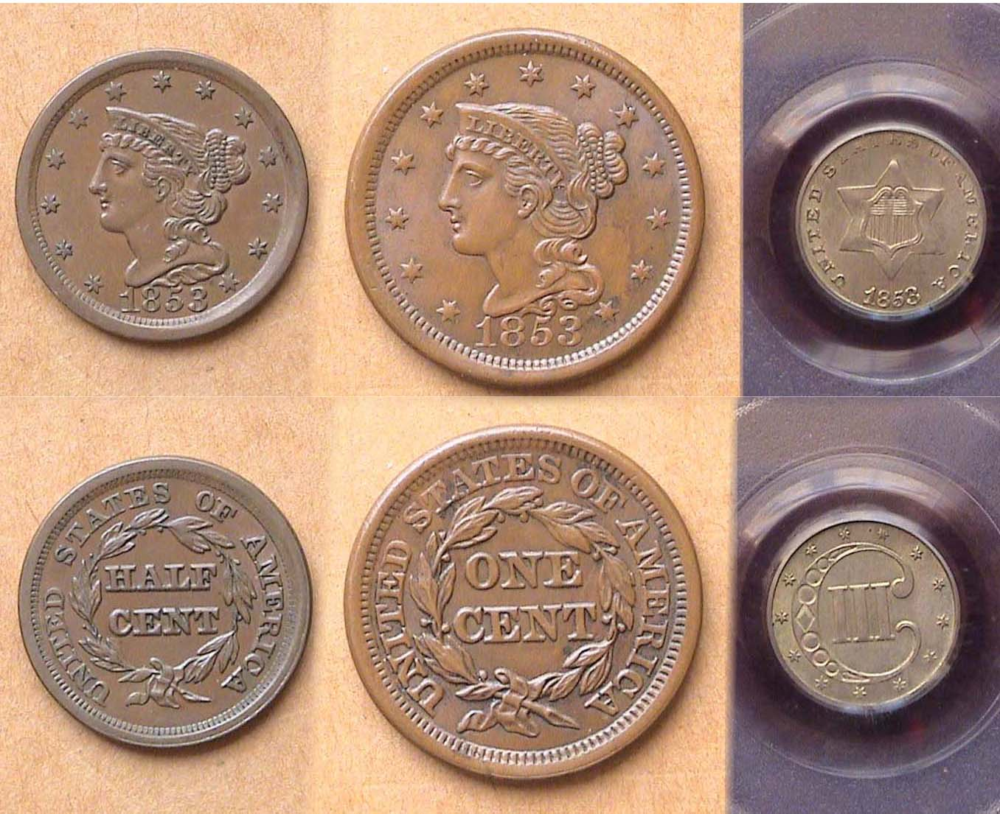 LIBERTY
1853
LIBERTY
1853
UNITED STATES OF AMERICA
1853
UNITED STATES OF AMERICA
HALF
CENT
UNITED STATES OF AMERICA
ONE
CENT
III